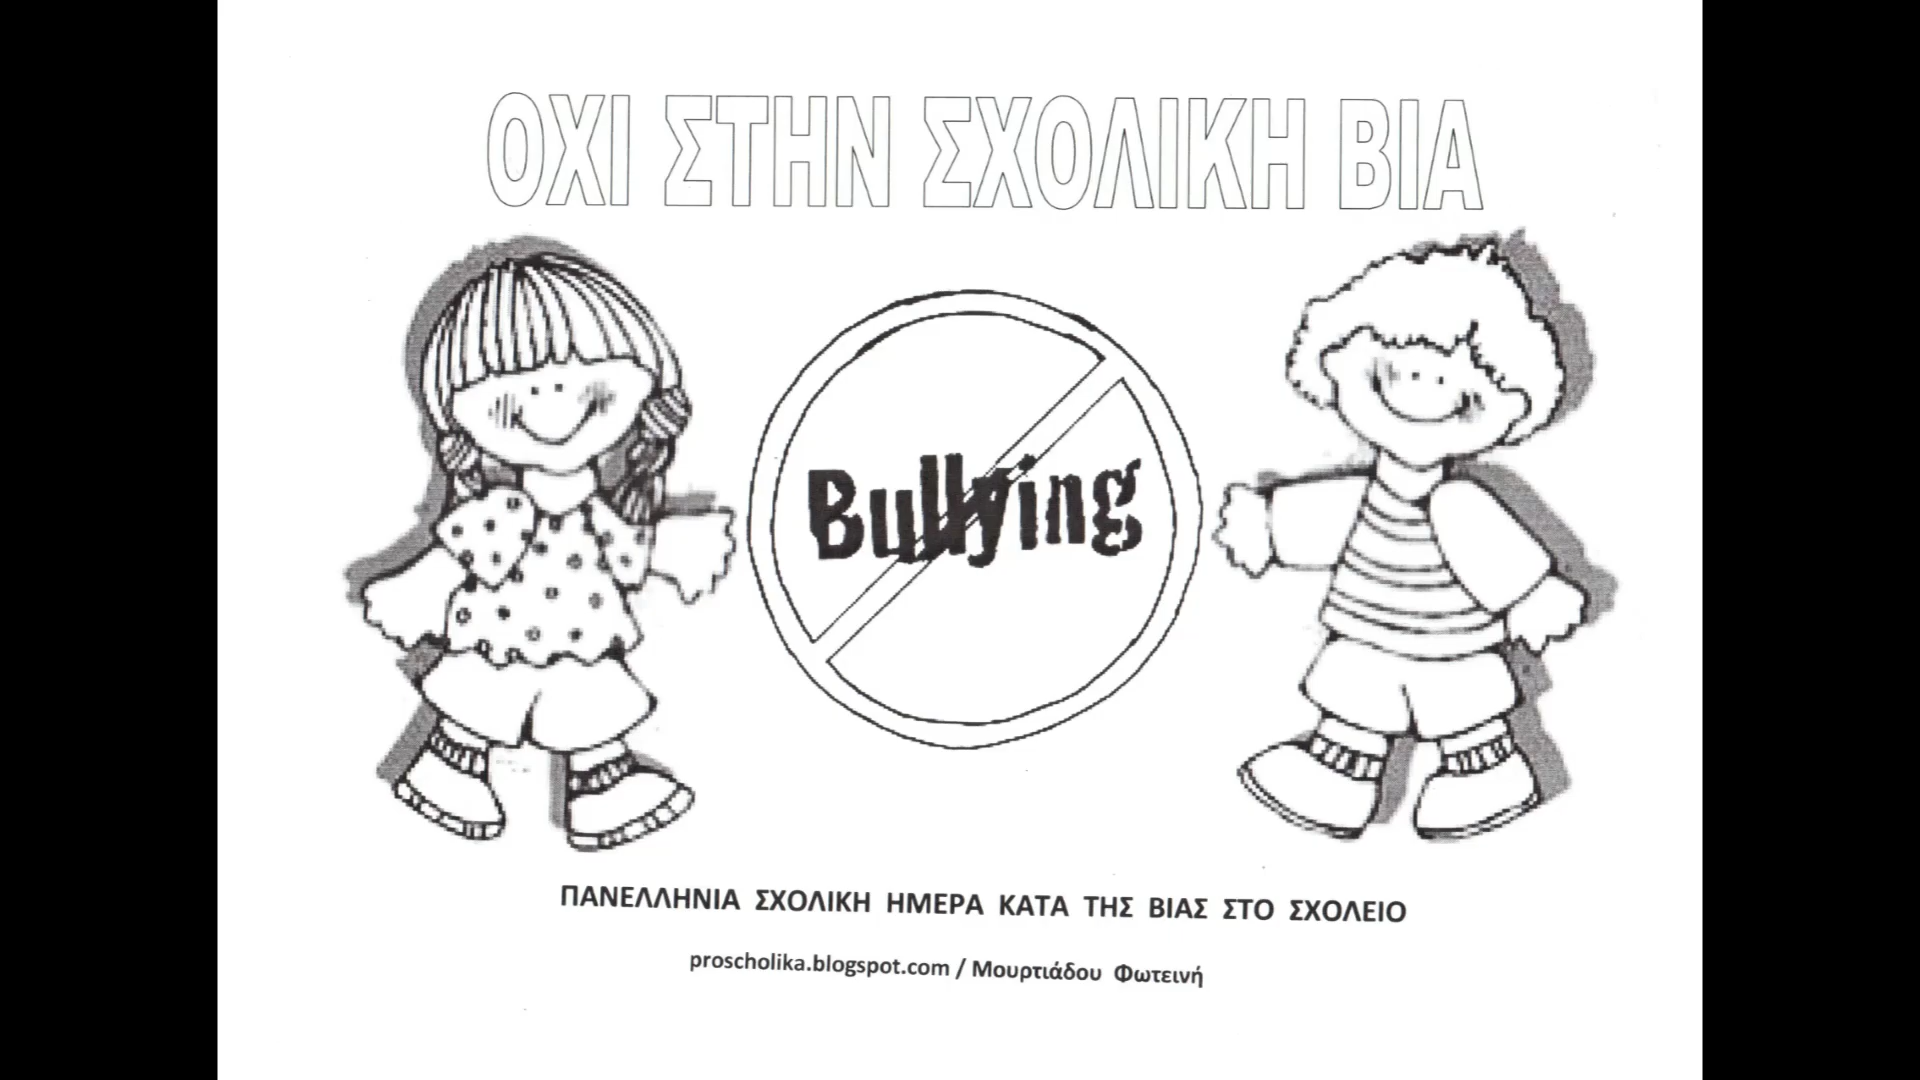 ΟΧΙ ΣΤΗΝ ΣΧΟΛΙΚΗ ΒΙΑ
Bullying
ΠΑΝΕΛΛΗΝΙΑ ΣΧΟΛΙΚΗ ΗΜΕΡΑ ΚΑΤΑ ΤΗΣ ΒΙΑΣ ΣΤΟ ΣΧΟΛΕΙΟ
proscholika.blogspot.com / Μουρτιάδου Φωτεινή